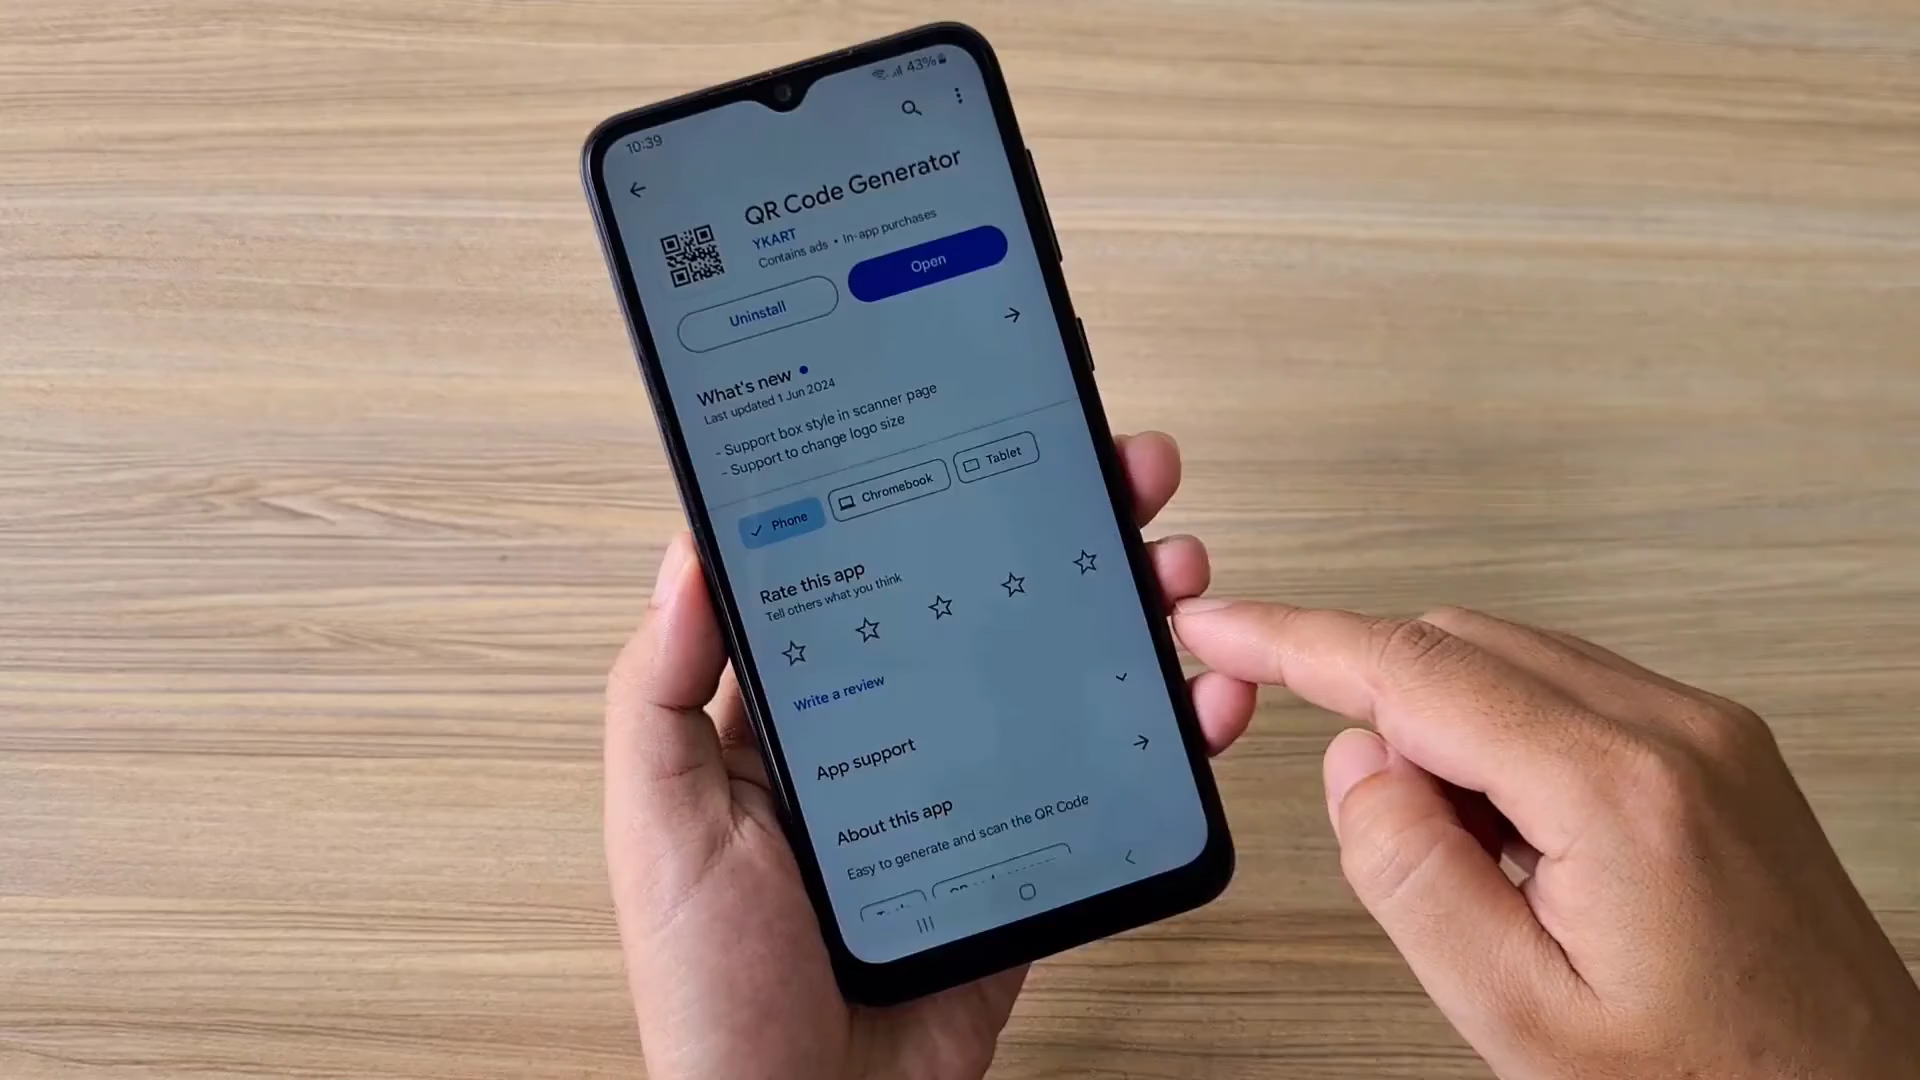 10:39
43%
QR Code Generator
YKART
Contains ads • In-app purchases
Uninstall
Open
What's new
Last updated 1 Jun 2024
- Support box style in scanner page
- Support to change logo size
Phone
Chromebook
Tablet
Rate this app
Tell others what you think
Write a review
App support
About this app
Easy to generate and scan the QR Code